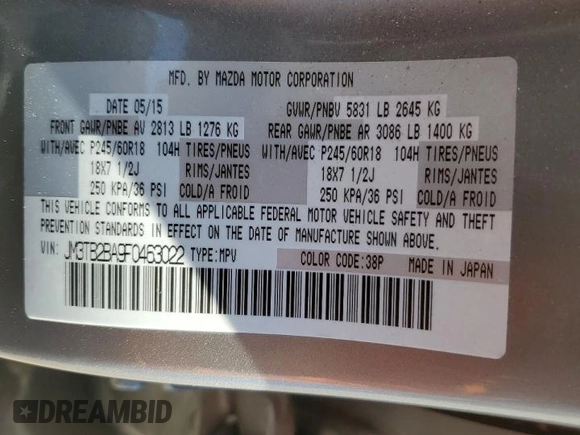 MFD. BY MAZDA MOTOR CORPORATION
DATE 05/15 GVWR/PNBV 5831 LB 2645 KG
FRONT GAWR/PNBE AV 2813 LB 1276 KG REAR GAWR/PNBE AR 3086 LB 1400 KG
WITH/AVEC P245/60R18 104H TIRES/PNEUS WITH/AVEC P245/60R18 104H TIRES/PNEUS
18X7 1/2J RIMS/JANTES 18X7 1/2J RIMS/JANTES
250 KPA/36 PSI COLD/A FROID 250 KPA/36 PSI COLD/A FROID
THIS VEHICLE CONFORMS TO ALL APPLICABLE FEDERAL MOTOR VEHICLE SAFETY AND THEFT
PREVENTION STANDARDS IN EFFECT ON THE DATE OF MANUFACTURE SHOWN ABOVE.
VIN: JM3TB2BA9F0463022 TYPE:MPV COLOR CODE:38P MADE IN JAPAN
DREAMBID